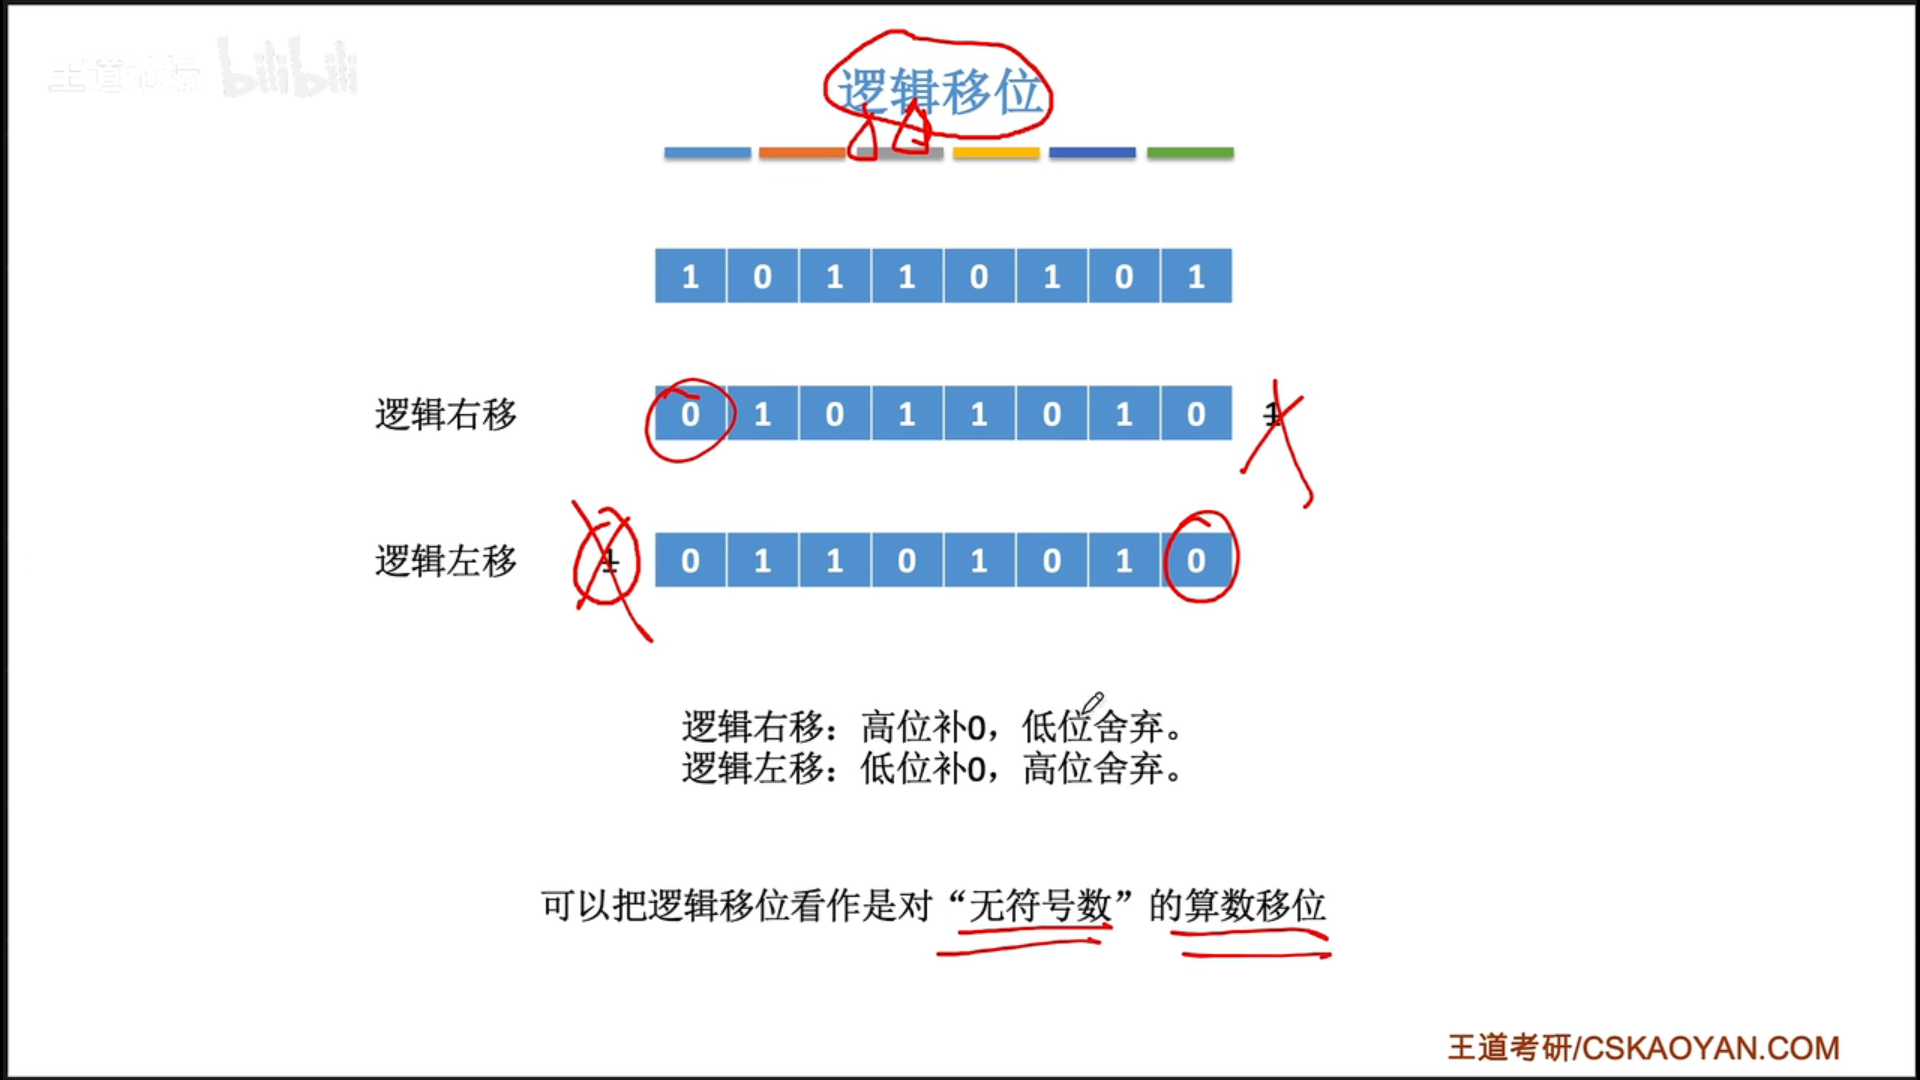 王道论坛 bilibili
逻辑移位
1 0 1 1 0 1 0 1
逻辑右移 0 1 0 1 1 0 1 0 1
逻辑左移 1 0 1 1 0 1 0 1 0
逻辑右移：高位补0，低位舍弃。
逻辑左移：低位补0，高位舍弃。
可以把逻辑移位看作是对“无符号数”的算数移位
王道考研/CSKAOYAN.COM